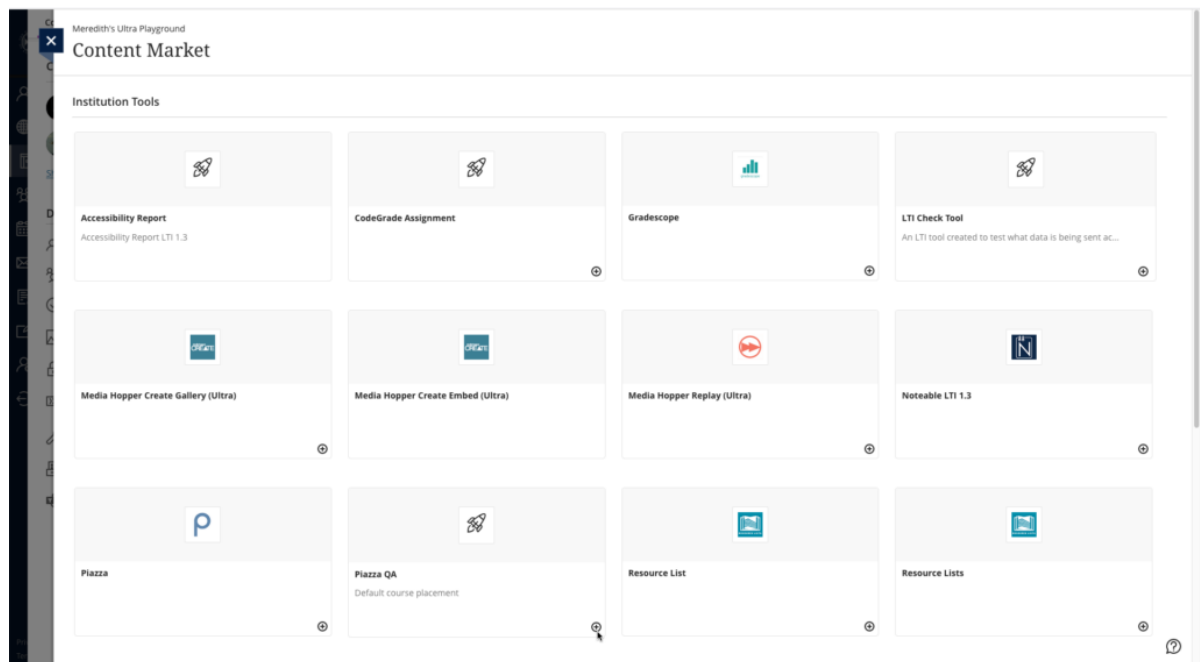 Meredith's Ultra Playground
Content Market
Institution Tools
Accessibility Report
Accessibility Report LTI 1.3
CodeGrade Assignment
Gradescope
LTI Check Tool
An LTI tool created to test what data is being sent ac...
CREATE
Media Hopper Create Gallery (Ultra)
CREATE
Media Hopper Create Embed (Ultra)
Media Hopper Replay (Ultra)
N
Noteable LTI 1.3
Piazza
Piazza QA
Default course placement
Resource List
Resource Lists